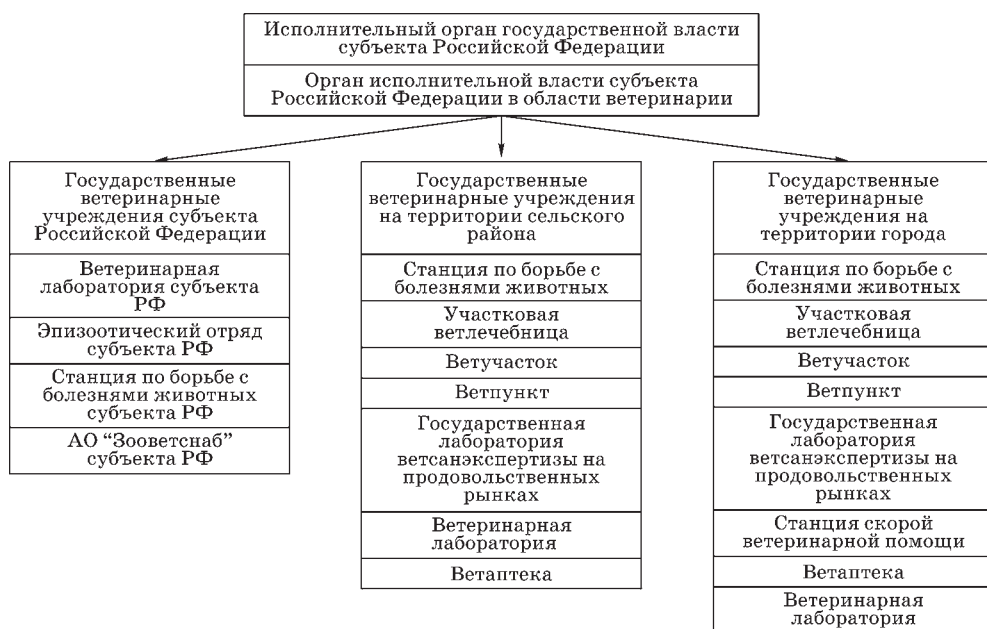 Исполнительный орган государственной власти
субъекта Российской Федерации
Орган исполнительной власти субъекта
Российской Федерации в области ветеринарии
Государственные
ветеринарные
учреждения субъекта
Российской Федерации
Ветеринарная
лаборатория субъекта
РФ
Эпизоотический отряд
субъекта РФ
Станция по борьбе с
болезнями животных
субъекта РФ
АО “Зооветснаб”
субъекта РФ
Государственные
ветеринарные учреждения
на территории сельского
района
Станция по борьбе с
болезнями животных
Участковая
ветлечебница
Ветучасток
Ветпункт
Государственная
лаборатория
ветсанэкспертизы на
продовольственных
рынках
Ветеринарная
лаборатория
Ветаптека
Государственные
ветеринарные
учреждения на
территории города
Станция по борьбе с
болезнями животных
Участковая
ветлечебница
Ветучасток
Ветпункт
Государственная
лаборатория
ветсанэкспертизы на
продовольственных
рынках
Станция скорой
ветеринарной помощи
Ветаптека
Ветеринарная
лаборатория